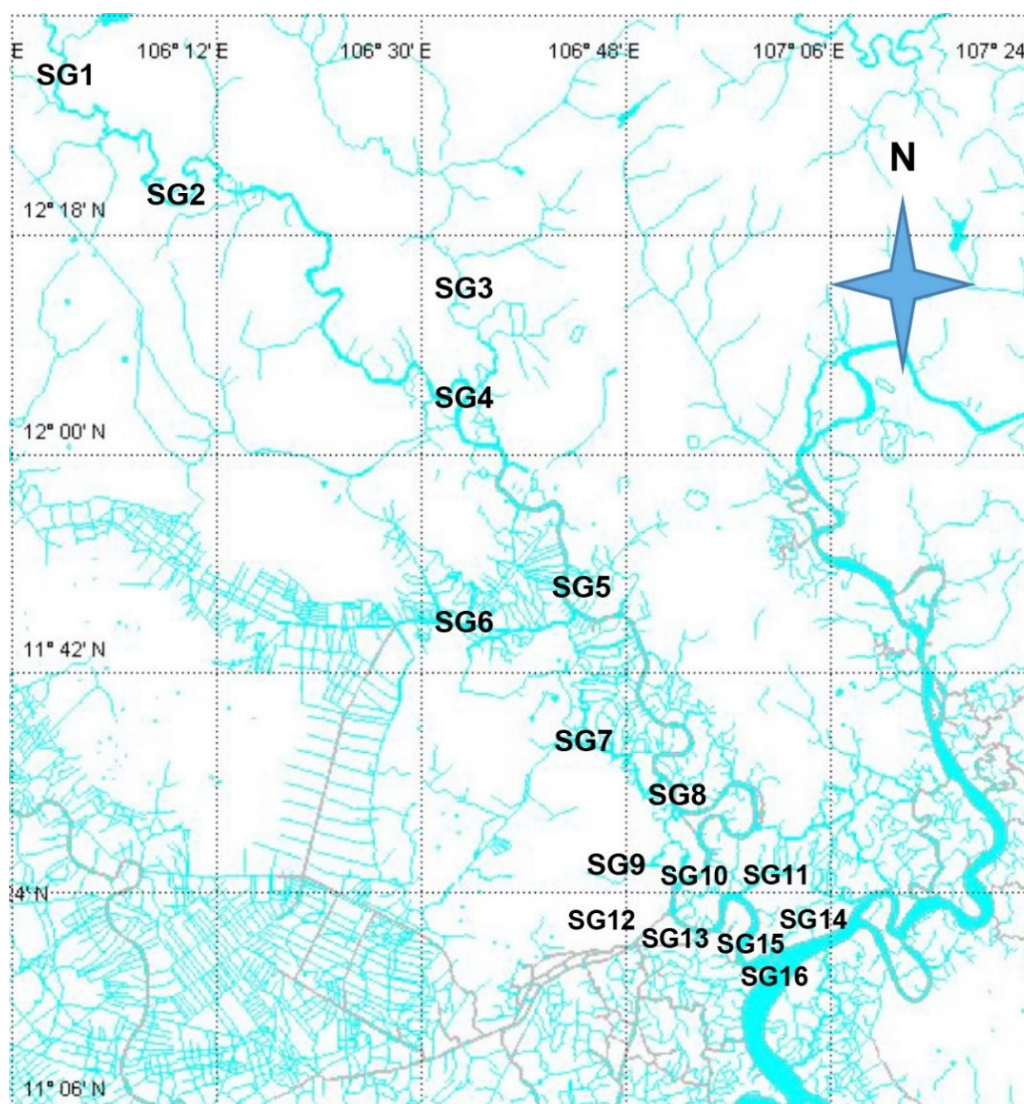 E 106° 12' E 106° 30' E 106° 48' E 107° 06' E 107° 24
SG1
N
SG2
12° 18' N
SG3
SG4
12° 00' N
SG5
SG6
11° 42' N
SG7
SG8
SG9
SG10
SG11
4' N
SG12
SG14
SG13
SG15
SG16
11° 06' N